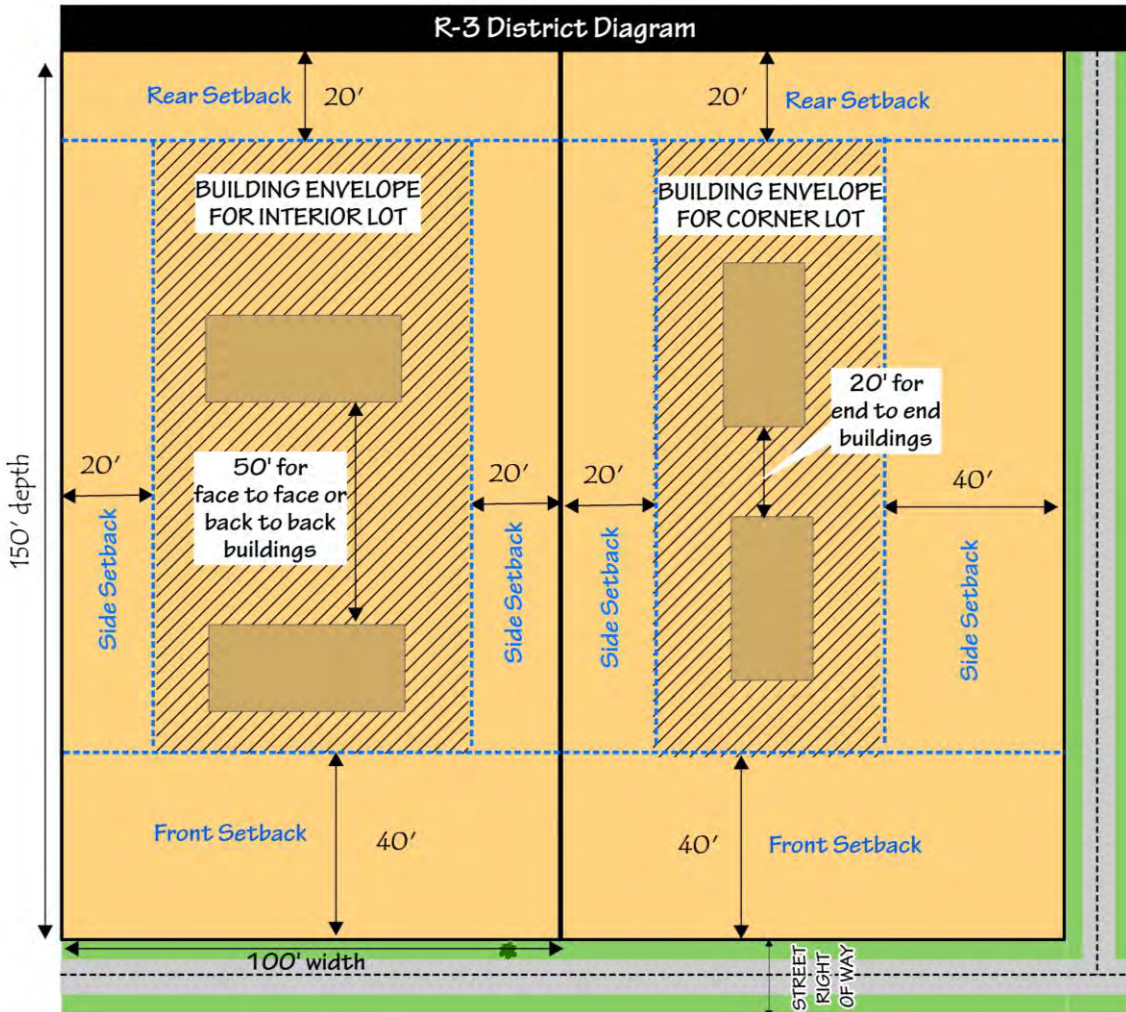 R-3 District Diagram
Rear Setback 20'
20' Rear Setback
BUILDING ENVELOPE
FOR INTERIOR LOT
BUILDING ENVELOPE
FOR CORNER LOT
150' depth
20'
Side Setback
50' for
face to face or
back to back
buildings
20'
Side Setback
20'
Side Setback
20' for
end to end
buildings
40'
Side Setback
Front Setback
40'
40'
Front Setback
100' width
STREET
RIGHT
OF WAY